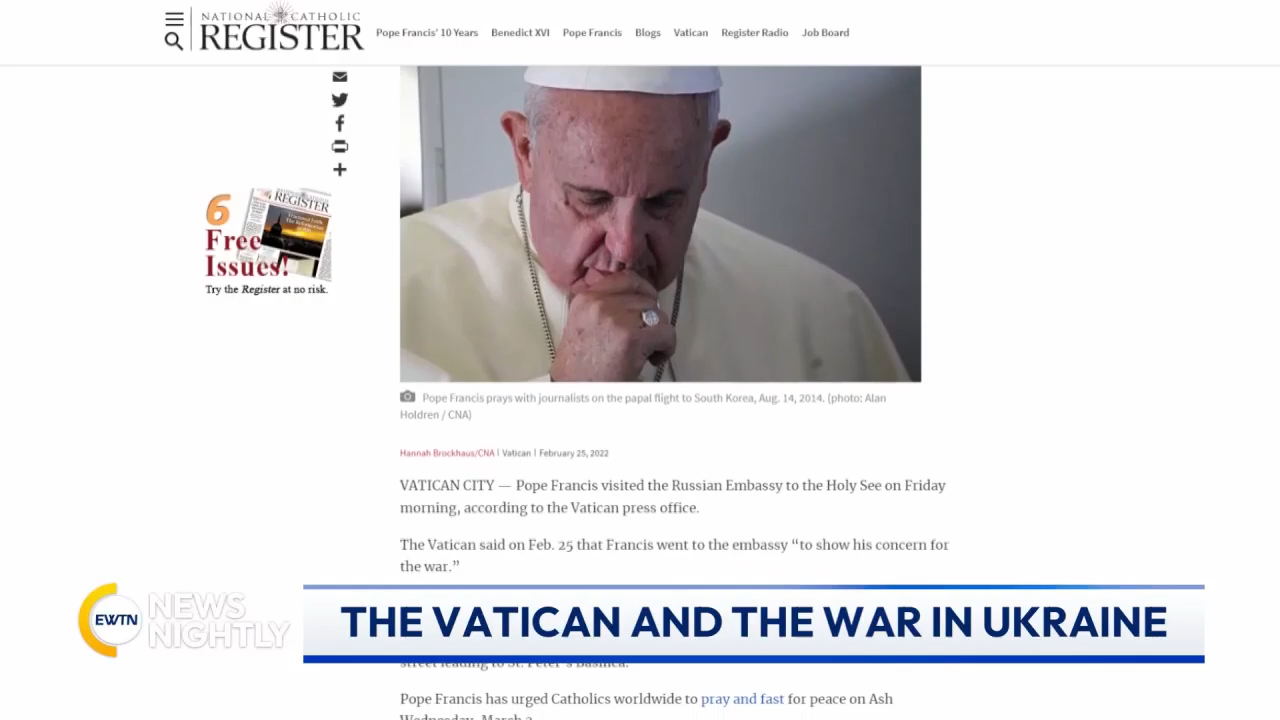 NATIONAL CATHOLIC
REGISTER
Pope Francis' 10 Years Benedict XVI Pope Francis Blogs Vatican Register Radio Job Board
REGISTER
6
Free
Issues!
Try the Register at no risk.
Pope Francis prays with journalists on the papal flight to South Korea, Aug. 14, 2014. (photo: Alan
Holdren / CNA)
Hannah Brockhaus/CNA | Vatican | February 25, 2022
VATICAN CITY — Pope Francis visited the Russian Embassy to the Holy See on Friday
morning, according to the Vatican press office.
The Vatican said on Feb. 25 that Francis went to the embassy “to show his concern for
the war.”
EWTN
NEWS
NIGHTLY
THE VATICAN AND THE WAR IN UKRAINE
street leading to St. Peter's Basilica.
Pope Francis has urged Catholics worldwide to pray and fast for peace on Ash
Wednesday, March 2.